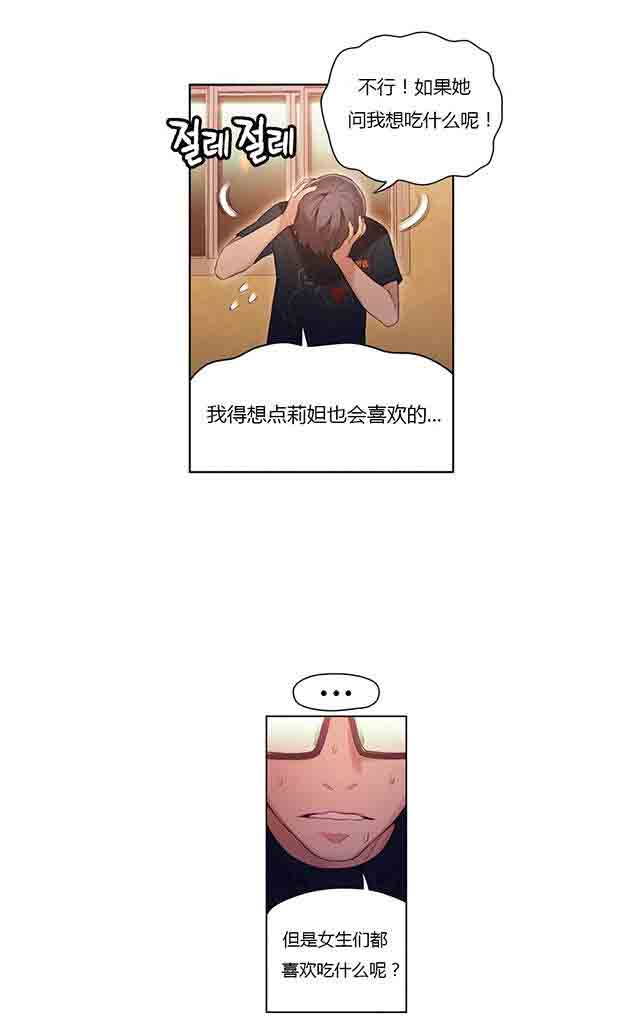 不行！如果她
问我想吃什么呢！
절레절레
我得想点莉妲也会喜欢的...
...
但是女生们都
喜欢吃什么呢？